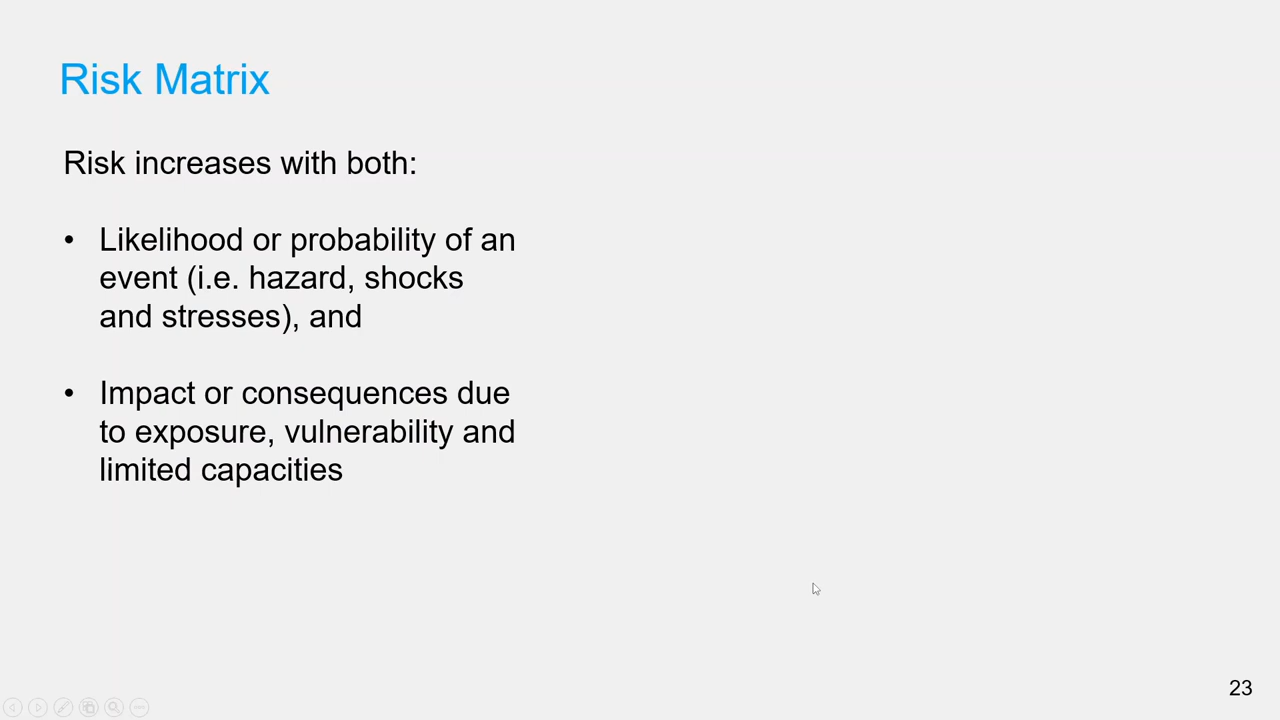 Risk Matrix
Risk increases with both:
• Likelihood or probability of an
event (i.e. hazard, shocks
and stresses), and
• Impact or consequences due
to exposure, vulnerability and
limited capacities
23